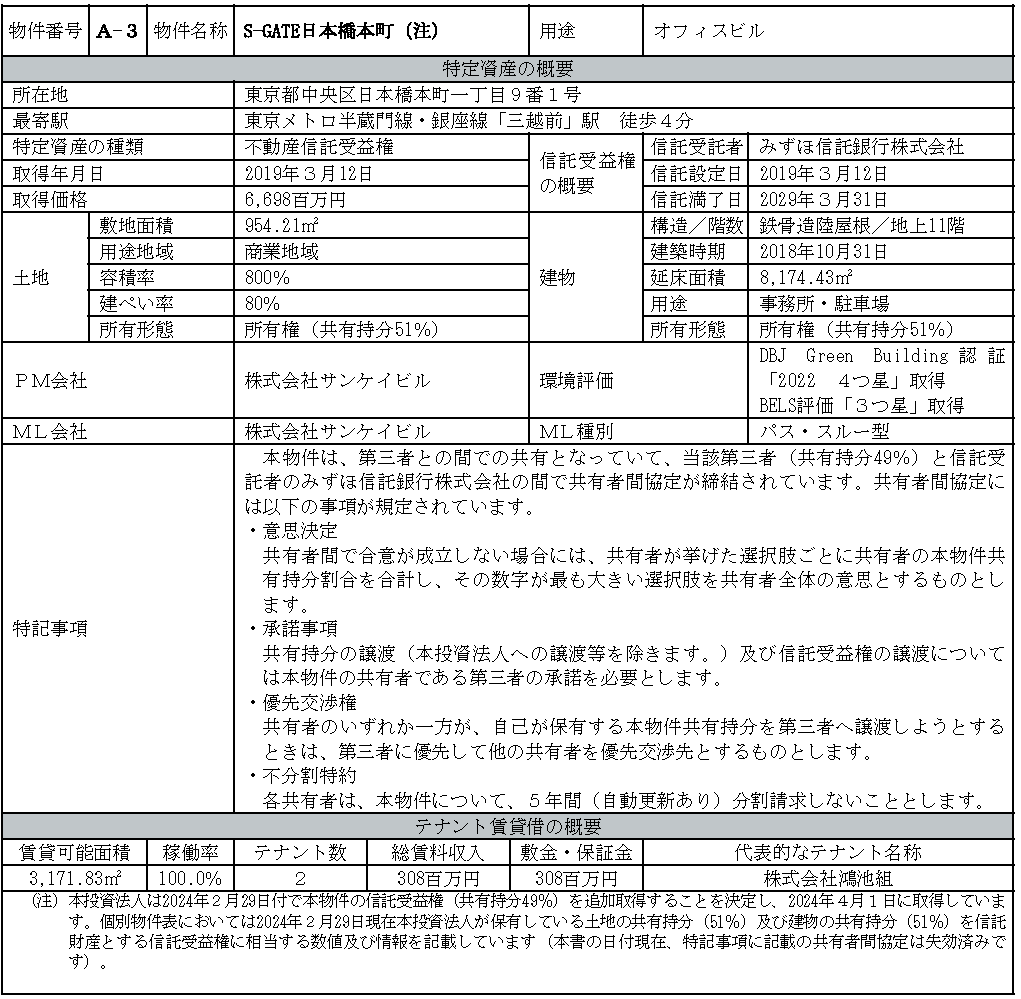 物件番号 A-3 物件名称 S-GATE日本橋本町（注） 用途 オフィスビル
特定資産の概要
所在地 東京都中央区日本橋本町一丁目９番１号
最寄駅 東京メトロ半蔵門線・銀座線「三越前」駅　徒歩４分
特定資産の種類 不動産信託受益権 信託受益権の概要 信託受託者 みずほ信託銀行株式会社
取得年月日 2019年３月12日 信託設定日 2019年３月12日
取得価格 6,698百万円 信託満了日 2029年３月31日
土地 敷地面積 954.21㎡ 建物 構造／階数 鉄骨造陸屋根／地上11階
用途地域 商業地域 建築時期 2018年10月31日
容積率 800% 延床面積 8,174.43㎡
建ぺい率 80% 用途 事務所・駐車場
所有形態 所有権（共有持分51%） 所有形態 所有権（共有持分51%）
ＰＭ会社 株式会社サンケイビル 環境評価 DBJ Green Building 認証
「2022　４つ星」取得
BELS評価「３つ星」取得
ＭＬ会社 株式会社サンケイビル ＭＬ種別 パス・スルー型
特記事項
本物件は、第三者との間での共有となっていて、当該第三者（共有持分49%）と信託受
託者のみずほ信託銀行株式会社の間で共有者間協定が締結されています。共有者間協定に
は以下の事項が規定されています。
・意思決定
共有者間で合意が成立しない場合には、共有者が挙げた選択肢ごとに共有者の本物件共
有持分割合を合計し、その数字が最も大きい選択肢を共有者全体の意思とするものとし
ます。
・承諾事項
共有持分の譲渡（本投資法人への譲渡等を除きます。）及び信託受益権の譲渡について
は本物件の共有者である第三者の承諾を必要とします。
・優先交渉権
共有者のいずれか一方が、自己が保有する本物件共有持分を第三者へ譲渡しようとする
ときは、第三者に優先して他の共有者を優先交渉先とするものとします。
・不分割特約
各共有者は、本物件について、５年間（自動更新あり）分割請求しないこととします。
テナント賃貸借の概要
賃貸可能面積 稼働率 テナント数 総賃料収入 敷金・保証金 代表的なテナント名称
3,171.83㎡ 100.0% 2 308百万円 308百万円 株式会社鴻池組
（注）本投資法人は2024年２月29日付で本物件の信託受益権（共有持分49%）を追加取得することを決定し、2024年４月１日に取得していま
す。個別物件表においては2024年２月29日現在本投資法人が保有している土地の共有持分（51%）及び建物の共有持分（51%）を信託
財産とする信託受益権に相当する数値及び情報を記載しています（本書の日付現在、特記事項に記載の共有者間協定は失効済みで
す）。